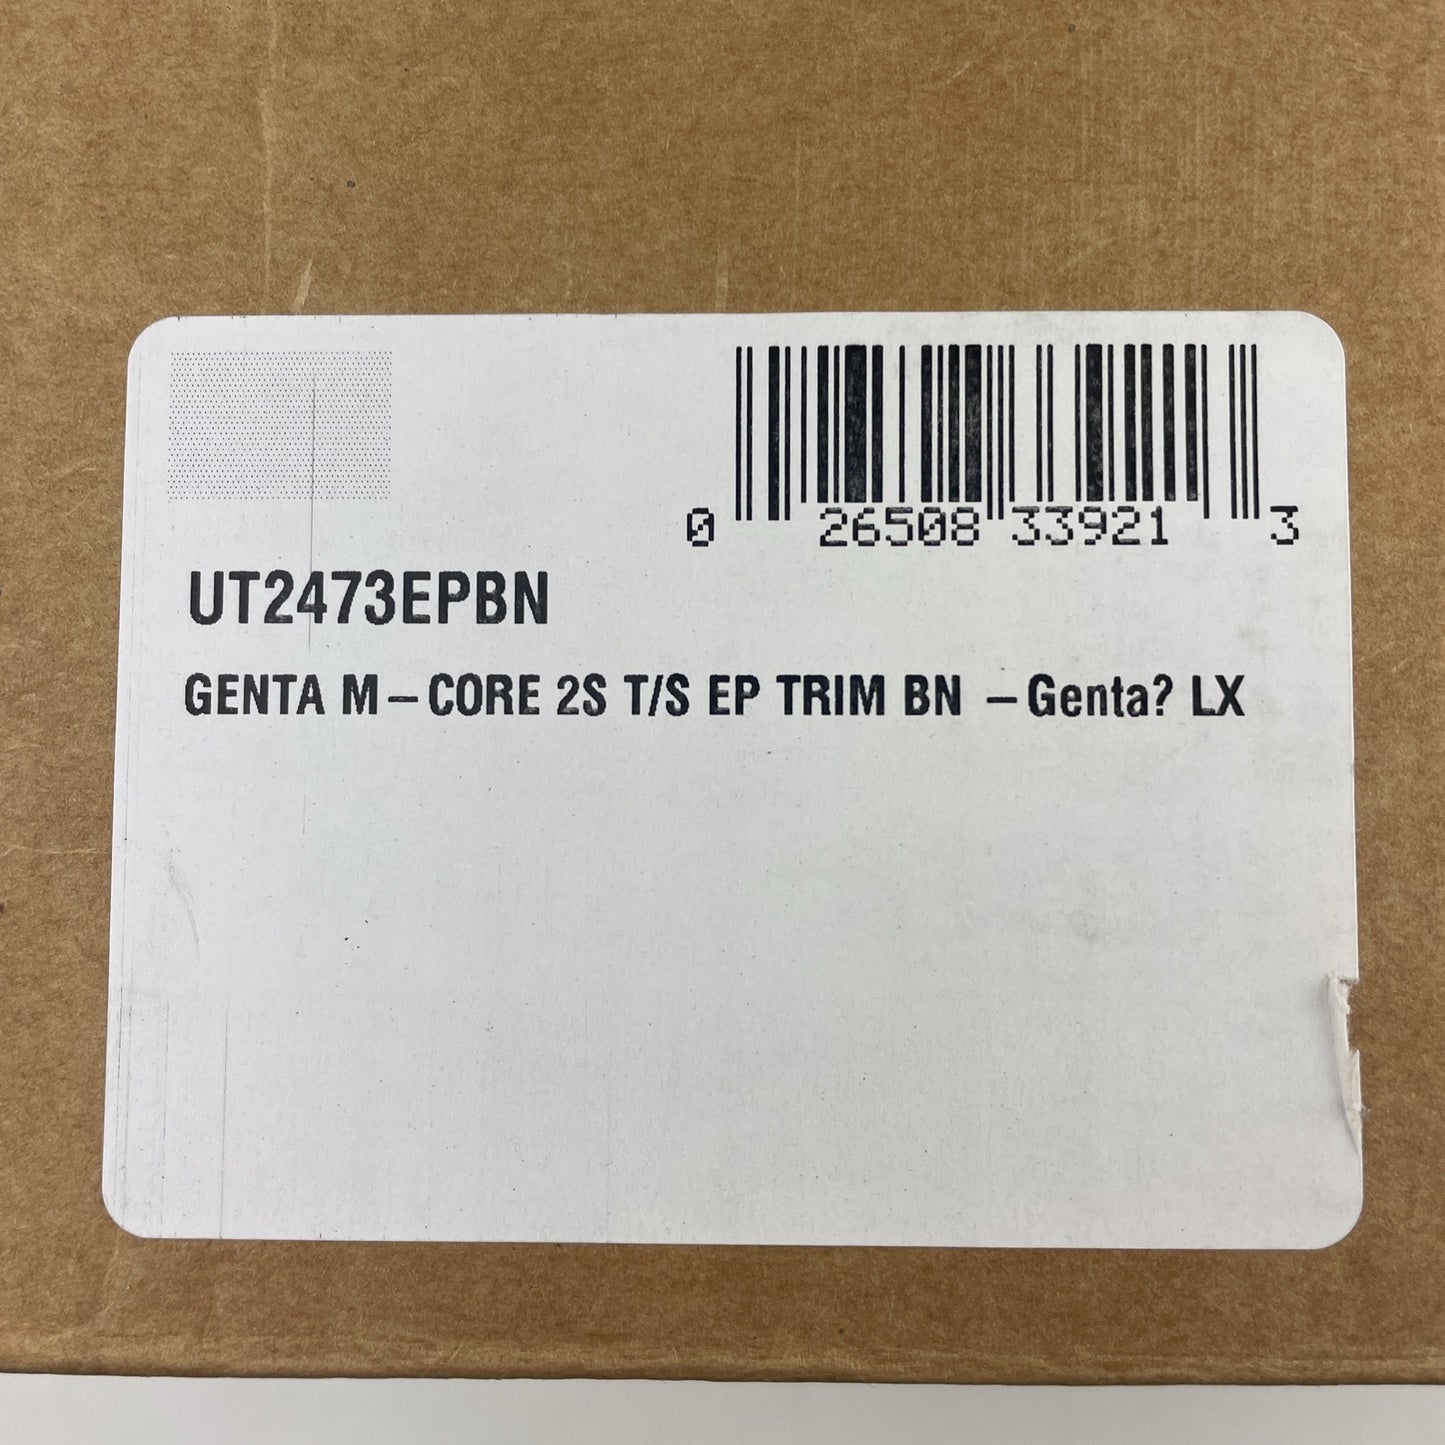 0 26508 33921 3
UT2473EPBN
GENTA M-CORE 2S T/S EP TRIM BN -Genta? LX